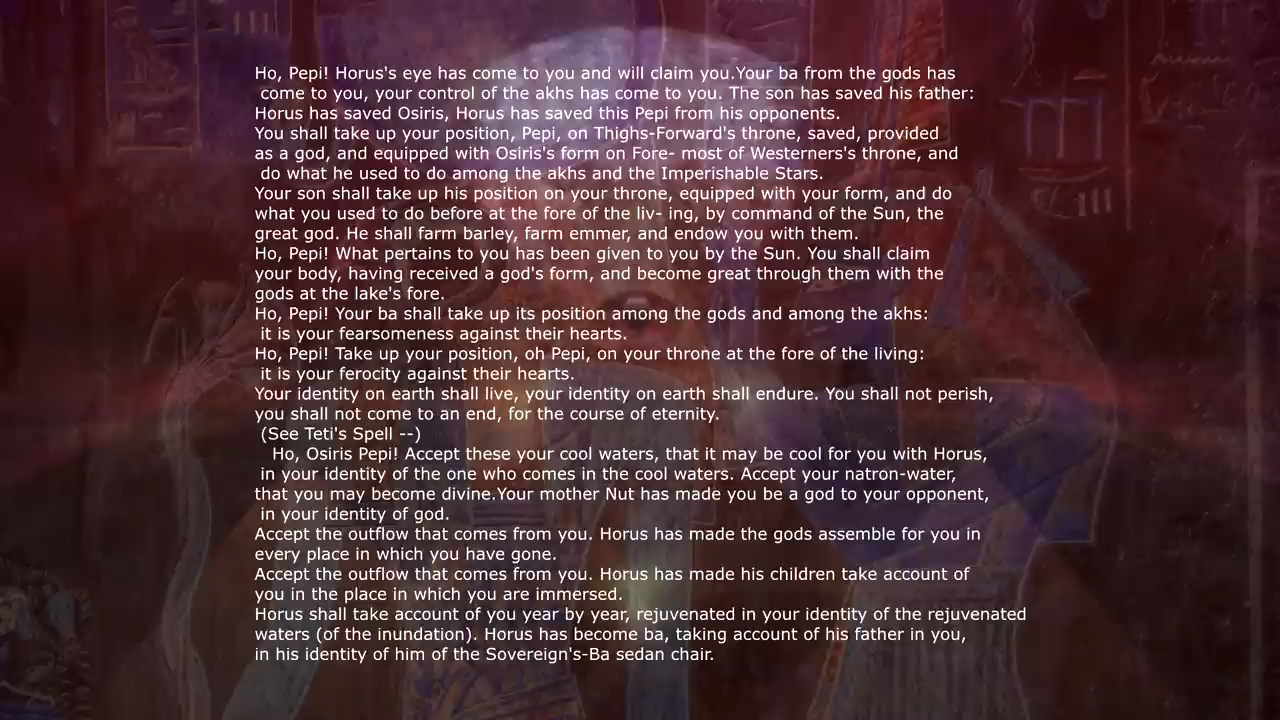 Ho, Pepi! Horus's eye has come to you and will claim you.Your ba from the gods has
come to you, your control of the akhs has come to you. The son has saved his father:
Horus has saved Osiris, Horus has saved this Pepi from his opponents.
You shall take up your position, Pepi, on Thighs-Forward's throne, saved, provided
as a god, and equipped with Osiris's form on Fore- most of Westerners's throne, and
do what he used to do among the akhs and the Imperishable Stars.
Your son shall take up his position on your throne, equipped with your form, and do
what you used to do before at the fore of the liv- ing, by command of the Sun, the
great god. He shall farm barley, farm emmer, and endow you with them.
Ho, Pepi! What pertains to you has been given to you by the Sun. You shall claim
your body, having received a god's form, and become great through them with the
gods at the lake's fore.
Ho, Pepi! Your ba shall take up its position among the gods and among the akhs:
it is your fearsomeness against their hearts.
Ho, Pepi! Take up your position, oh Pepi, on your throne at the fore of the living:
it is your ferocity against their hearts.
Your identity on earth shall live, your identity on earth shall endure. You shall not perish,
you shall not come to an end, for the course of eternity.
(See Teti's Spell --)
Ho, Osiris Pepi! Accept these your cool waters, that it may be cool for you with Horus,
in your identity of the one who comes in the cool waters. Accept your natron-water,
that you may become divine.Your mother Nut has made you be a god to your opponent,
in your identity of god.
Accept the outflow that comes from you. Horus has made the gods assemble for you in
every place in which you have gone.
Accept the outflow that comes from you. Horus has made his children take account of
you in the place in which you are immersed.
Horus shall take account of you year by year, rejuvenated in your identity of the rejuvenated
waters (of the inundation). Horus has become ba, taking account of his father in you,
in his identity of him of the Sovereign's-Ba sedan chair.